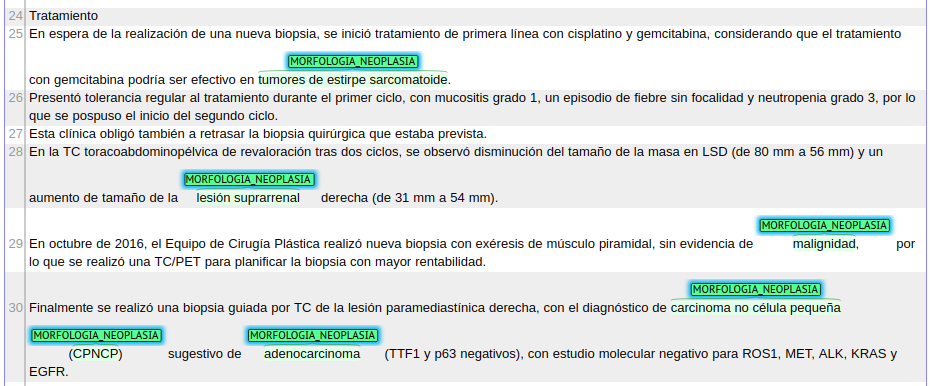 24 Tratamiento
25 En espera de la realización de una nueva biopsia, se inició tratamiento de primera línea con cisplatino y gemcitabina, considerando que el tratamiento
MORFOLOGIA_NEOPLASIA
con gemcitabina podría ser efectivo en tumores de estirpe sarcomatoide.
26 Presentó tolerancia regular al tratamiento durante el primer ciclo, con mucositis grado 1, un episodio de fiebre sin focalidad y neutropenia grado 3, por lo
que se pospuso el inicio del segundo ciclo.
27 Esta clínica obligó también a retrasar la biopsia quirúrgica que estaba prevista.
28 En la TC toracoabdominopélvica de revaloración tras dos ciclos, se observó disminución del tamaño de la masa en LSD (de 80 mm a 56 mm) y un
MORFOLOGIA_NEOPLASIA
aumento de tamaño de la lesión suprarrenal derecha (de 31 mm a 54 mm).
MORFOLOGIA_NEOPLASIA
29 En octubre de 2016, el Equipo de Cirugía Plástica realizó nueva biopsia con exéresis de músculo piramidal, sin evidencia de malignidad, por
lo que se realizó una TC/PET para planificar la biopsia con mayor rentabilidad.
MORFOLOGIA_NEOPLASIA
30 Finalmente se realizó una biopsia guiada por TC de la lesión paramediastínica derecha, con el diagnóstico de carcinoma no célula pequeña
MORFOLOGIA_NEOPLASIA MORFOLOGIA_NEOPLASIA
(CPNCP) sugestivo de adenocarcinoma (TTF1 y p63 negativos), con estudio molecular negativo para ROS1, MET, ALK, KRAS y
EGFR.